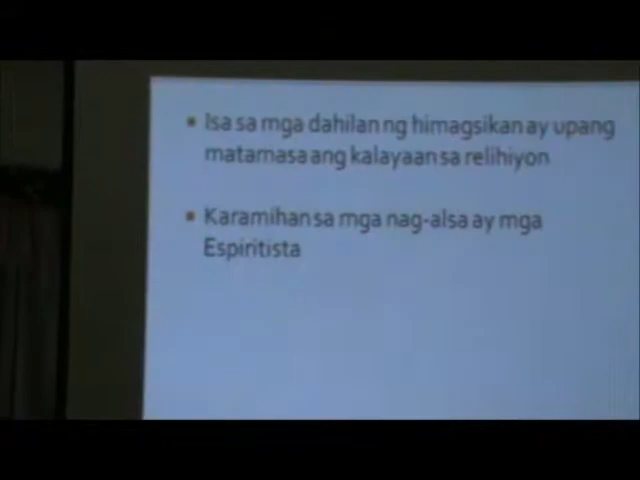 • Isa sa mga dahilan ng himagsikan ay upang
matamasa ang kalayaan sa relihiyon
• Karamihan sa mga nag-alsa ay mga
Espiritista